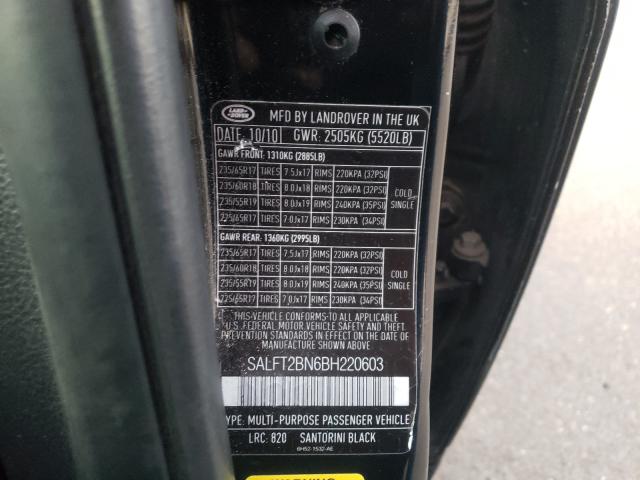 LAND ROVER MFD BY LANDROVER IN THE UK
DATE: 10/10 GWR: 2505KG (5520LB)
GAWR FRONT: 1310KG (2885LB)
235/65R17 TIRES 7.5Jx17 RIMS 220KPA (32PSI)
235/60R18 TIRES 8.0Jx18 RIMS 220KPA (32PSI)
235/55R19 TIRES 8.0Jx19 RIMS 240KPA (35PSI)
225/65R17 TIRES 7.0Jx17 RIMS 230KPA (34PSI)
COLD
SINGLE
GAWR REAR: 1360KG (2995LB)
235/65R17 TIRES 7.5Jx17 RIMS 220KPA (32PSI)
235/60R18 TIRES 8.0Jx18 RIMS 220KPA (32PSI)
235/55R19 TIRES 8.0Jx19 RIMS 240KPA (35PSI)
225/65R17 TIRES 7.0Jx17 RIMS 230KPA (34PSI)
COLD
SINGLE
THIS VEHICLE CONFORMS TO ALL APPLICABLE
U.S. FEDERAL MOTOR VEHICLE SAFETY, BUMPER,
AND THEFT PREVENTION STANDARDS IN EFFECT ON
THE DATE OF MANUFACTURE SHOWN ABOVE.
SALFT2BN6BH220603
TYPE: MULTI-PURPOSE PASSENGER VEHICLE
LRC: 820 SANTORINI BLACK
6H52-1532-AE
WARNING